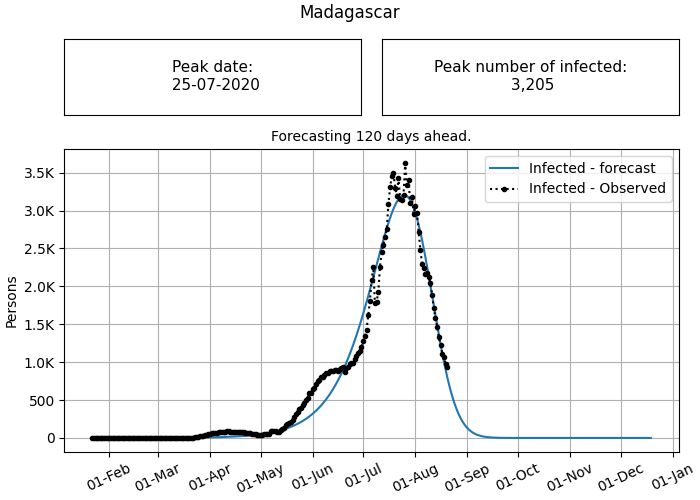 Madagascar
Peak date:
25-07-2020
Peak number of infected:
3,205
Forecasting 120 days ahead.
Infected - forecast
Infected - Observed
Persons
3.5K
3.0K
2.5K
2.0K
1.5K
1.0K
500
0
01-Feb
01-Mar
01-Apr
01-May
01-Jun
01-Jul
01-Aug
01-Sep
01-Oct
01-Nov
01-Dec
01-Jan